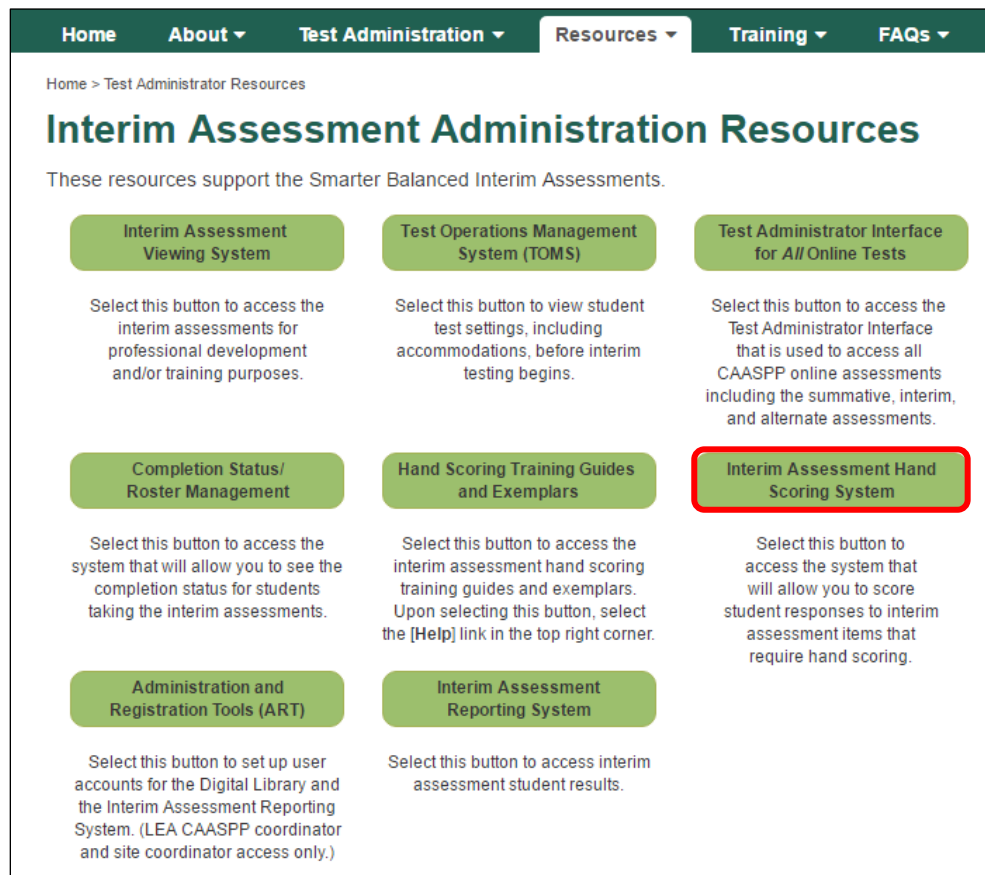 Home About Test Administration Resources Training FAQs
Home > Test Administrator Resources
Interim Assessment Administration Resources
These resources support the Smarter Balanced Interim Assessments.
Interim Assessment
Viewing System
Select this button to access the
interim assessments for
professional development
and/or training purposes.
Test Operations Management
System (TOMS)
Select this button to view student
test settings, including
accommodations, before interim
testing begins.
Test Administrator Interface
for All Online Tests
Select this button to access the
Test Administrator Interface
that is used to access all
CAASPP online assessments
including the summative, interim,
and alternate assessments.
Completion Status/
Roster Management
Select this button to access the
system that will allow you to see the
completion status for students
taking the interim assessments.
Hand Scoring Training Guides
and Exemplars
Select this button to access the
interim assessment hand scoring
training guides and exemplars.
Upon selecting this button, select
the [Help] link in the top right corner.
Interim Assessment Hand
Scoring System
Select this button to
access the system that
will allow you to score
student responses to interim
assessment items that
require hand scoring.
Administration and
Registration Tools (ART)
Select this button to set up user
accounts for the Digital Library and
the Interim Assessment Reporting
System. (LEA CAASPP coordinator
and site coordinator access only.)
Interim Assessment
Reporting System
Select this button to access interim
assessment student results.